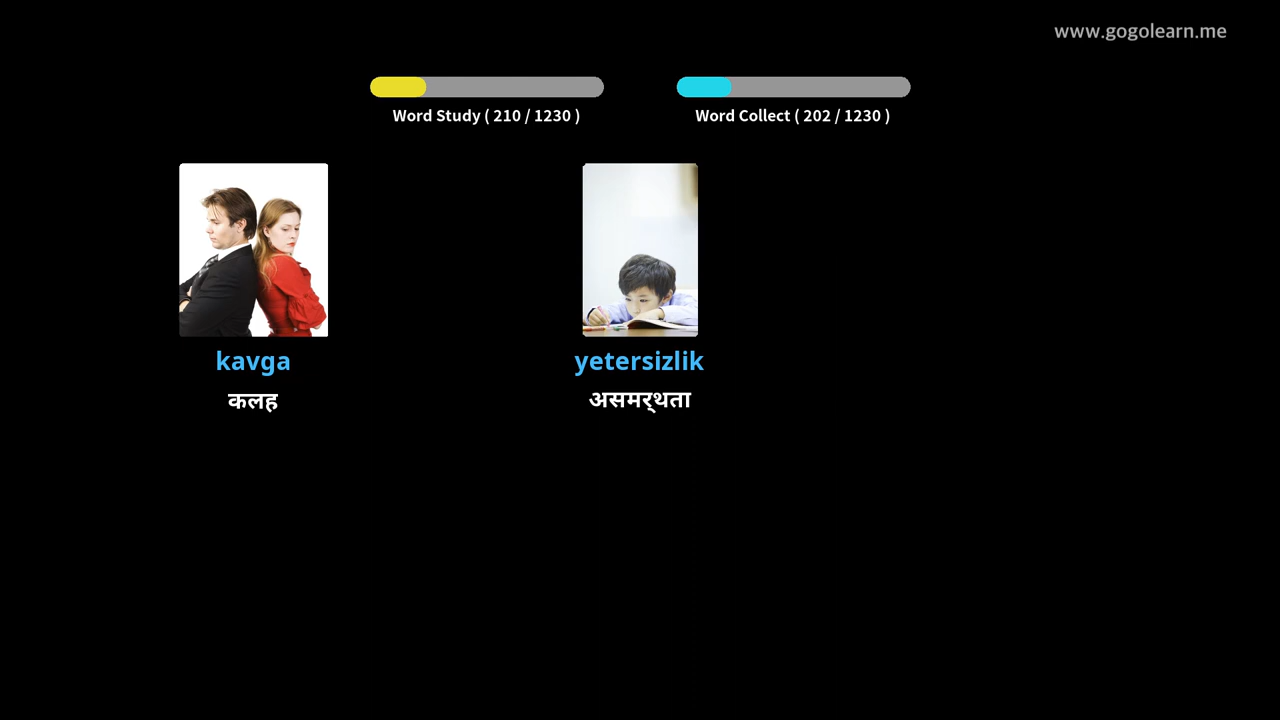 www.gogolearn.me
Word Study ( 210 / 1230 )
Word Collect ( 202 / 1230 )
kavga
कलह
yetersizlik
असमर्थता